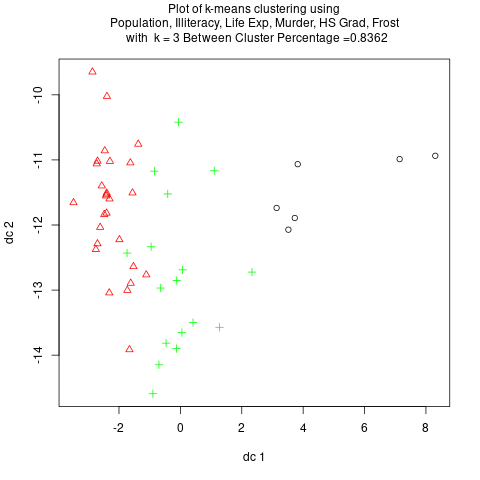 Plot of k-means clustering using
Population, Illiteracy, Life Exp, Murder, HS Grad, Frost
with k = 3 Between Cluster Percentage =0.8362
-10
-11
-12
-13
-14
dc 2
-2 0 2 4 6 8
dc 1